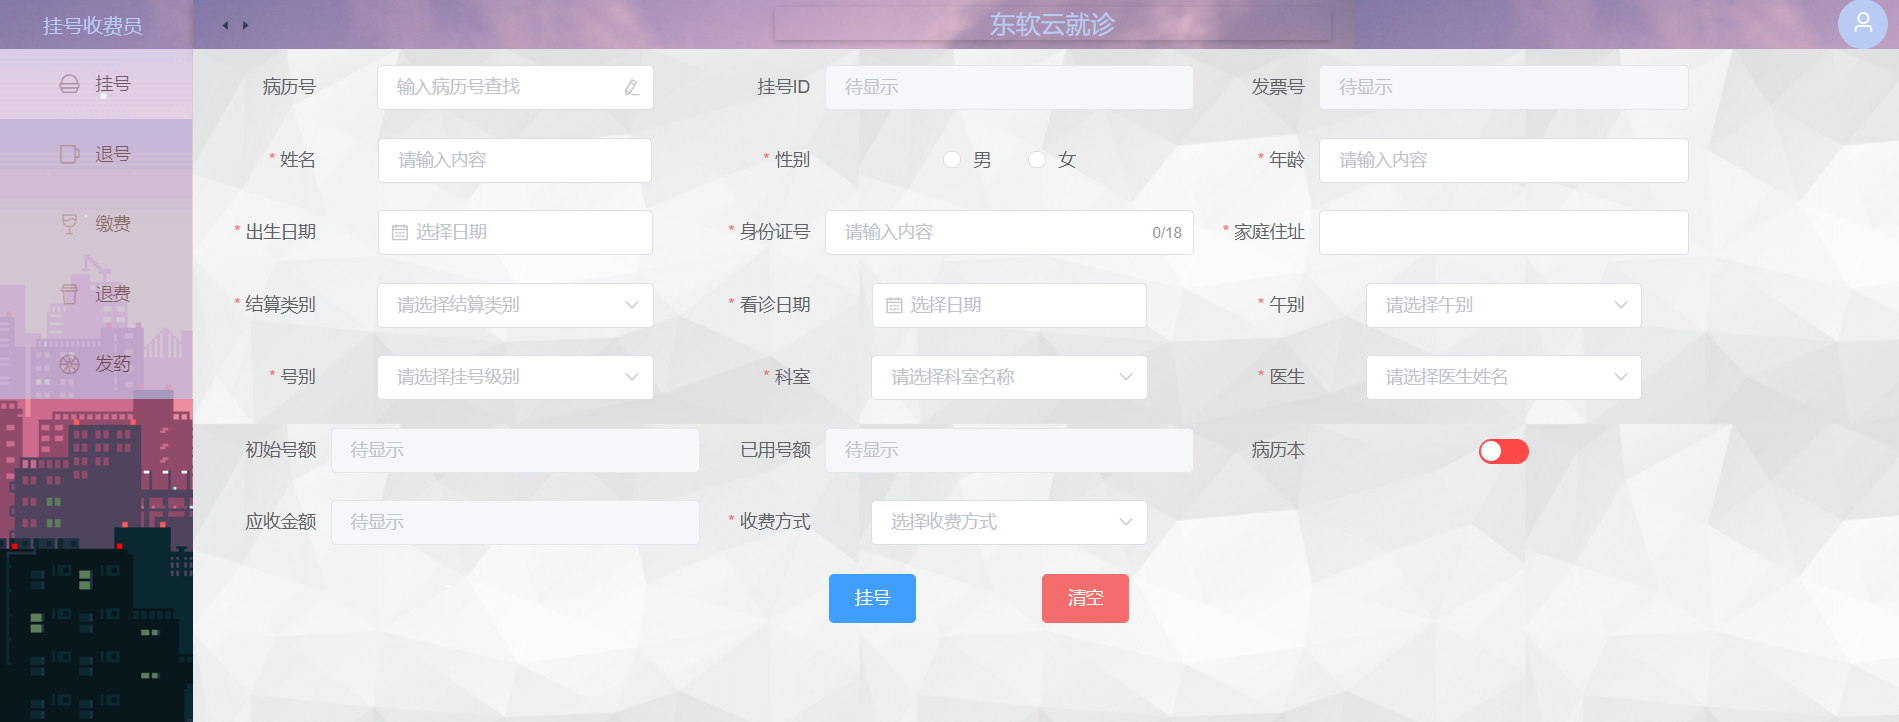 挂号收费员
东软云就诊
挂号
退号
缴费
退费
发药
病历号 输入病历号查找 挂号ID 待显示 发票号 待显示
* 姓名 请输入内容 * 性别 男 女 * 年龄 请输入内容
* 出生日期 选择日期 * 身份证号 请输入内容 0/18 * 家庭住址
* 结算类别 请选择结算类别 * 看诊日期 选择日期 * 午别 请选择午别
* 号别 请选择挂号级别 * 科室 请选择科室名称 * 医生 请选择医生姓名
初始号额 待显示 已用号额 待显示 病历本
应收金额 待显示 * 收费方式 选择收费方式
挂号 清空